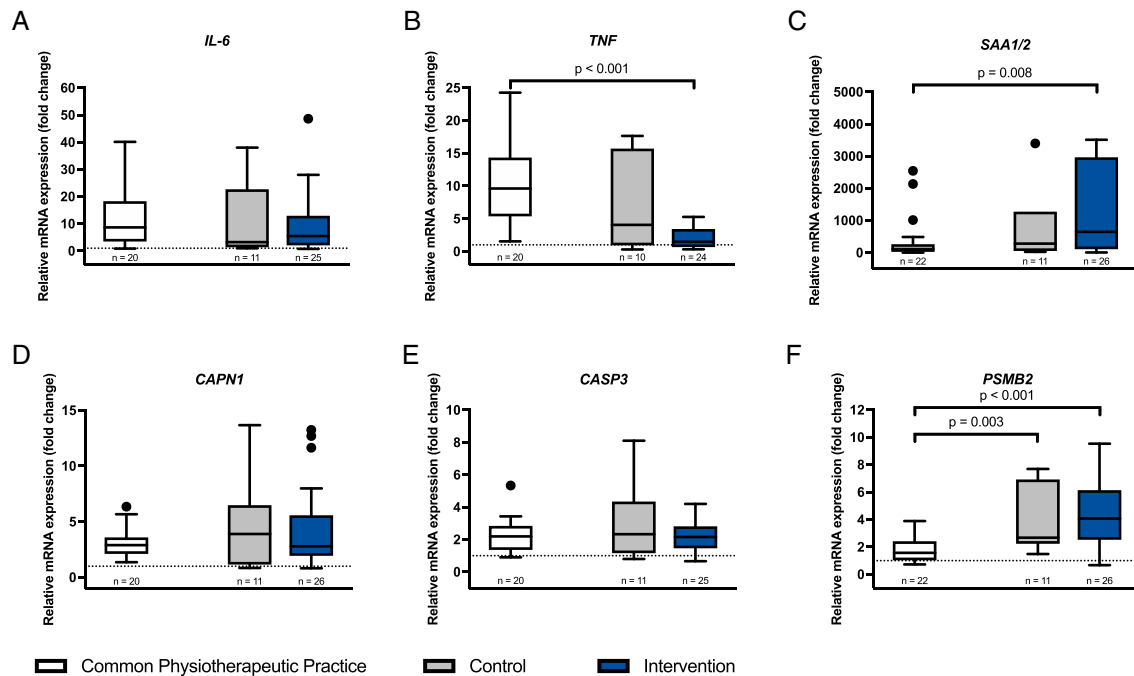 A
IL-6
Relative mRNA expression (fold change)
60
50
40
30
20
10
0
n = 20
n = 11
n = 25
B
TNF
p < 0.001
Relative mRNA expression (fold change)
25
20
15
10
5
0
n = 20
n = 10
n = 24
C
SAA1/2
p = 0.008
Relative mRNA expression (fold change)
5000
4000
3000
2000
1000
0
n = 22
n = 11
n = 26
D
CAPN1
Relative mRNA expression (fold change)
15
10
5
0
n = 20
n = 11
n = 26
E
CASP3
Relative mRNA expression (fold change)
10
8
6
4
2
0
n = 20
n = 11
n = 25
F
PSMB2
p < 0.001
p = 0.003
Relative mRNA expression (fold change)
12
10
8
6
4
2
0
n = 22
n = 11
n = 26
Common Physiotherapeutic Practice
Control
Intervention